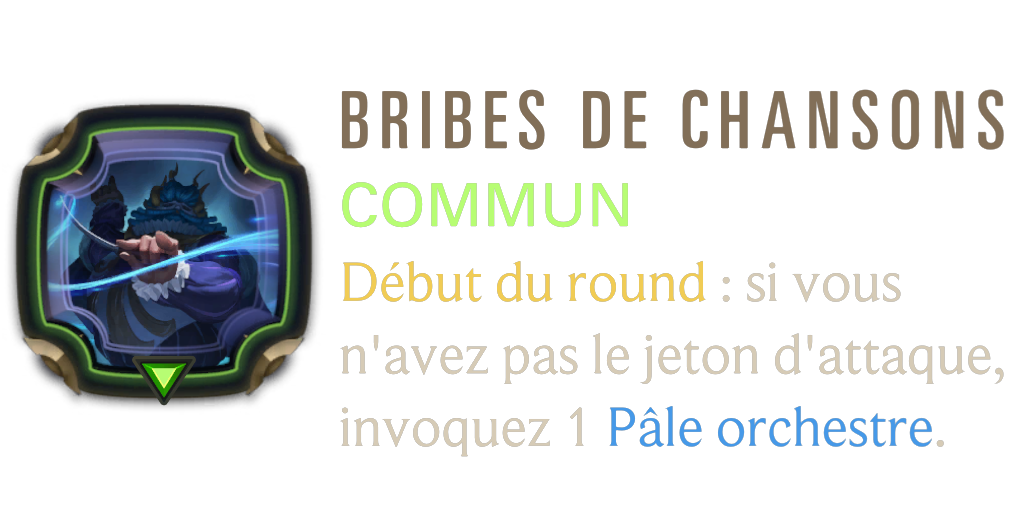 BRIBES DE CHANSONS
COMMUN
Début du round : si vous
n'avez pas le jeton d'attaque,
invoquez 1 Pâle orchestre.